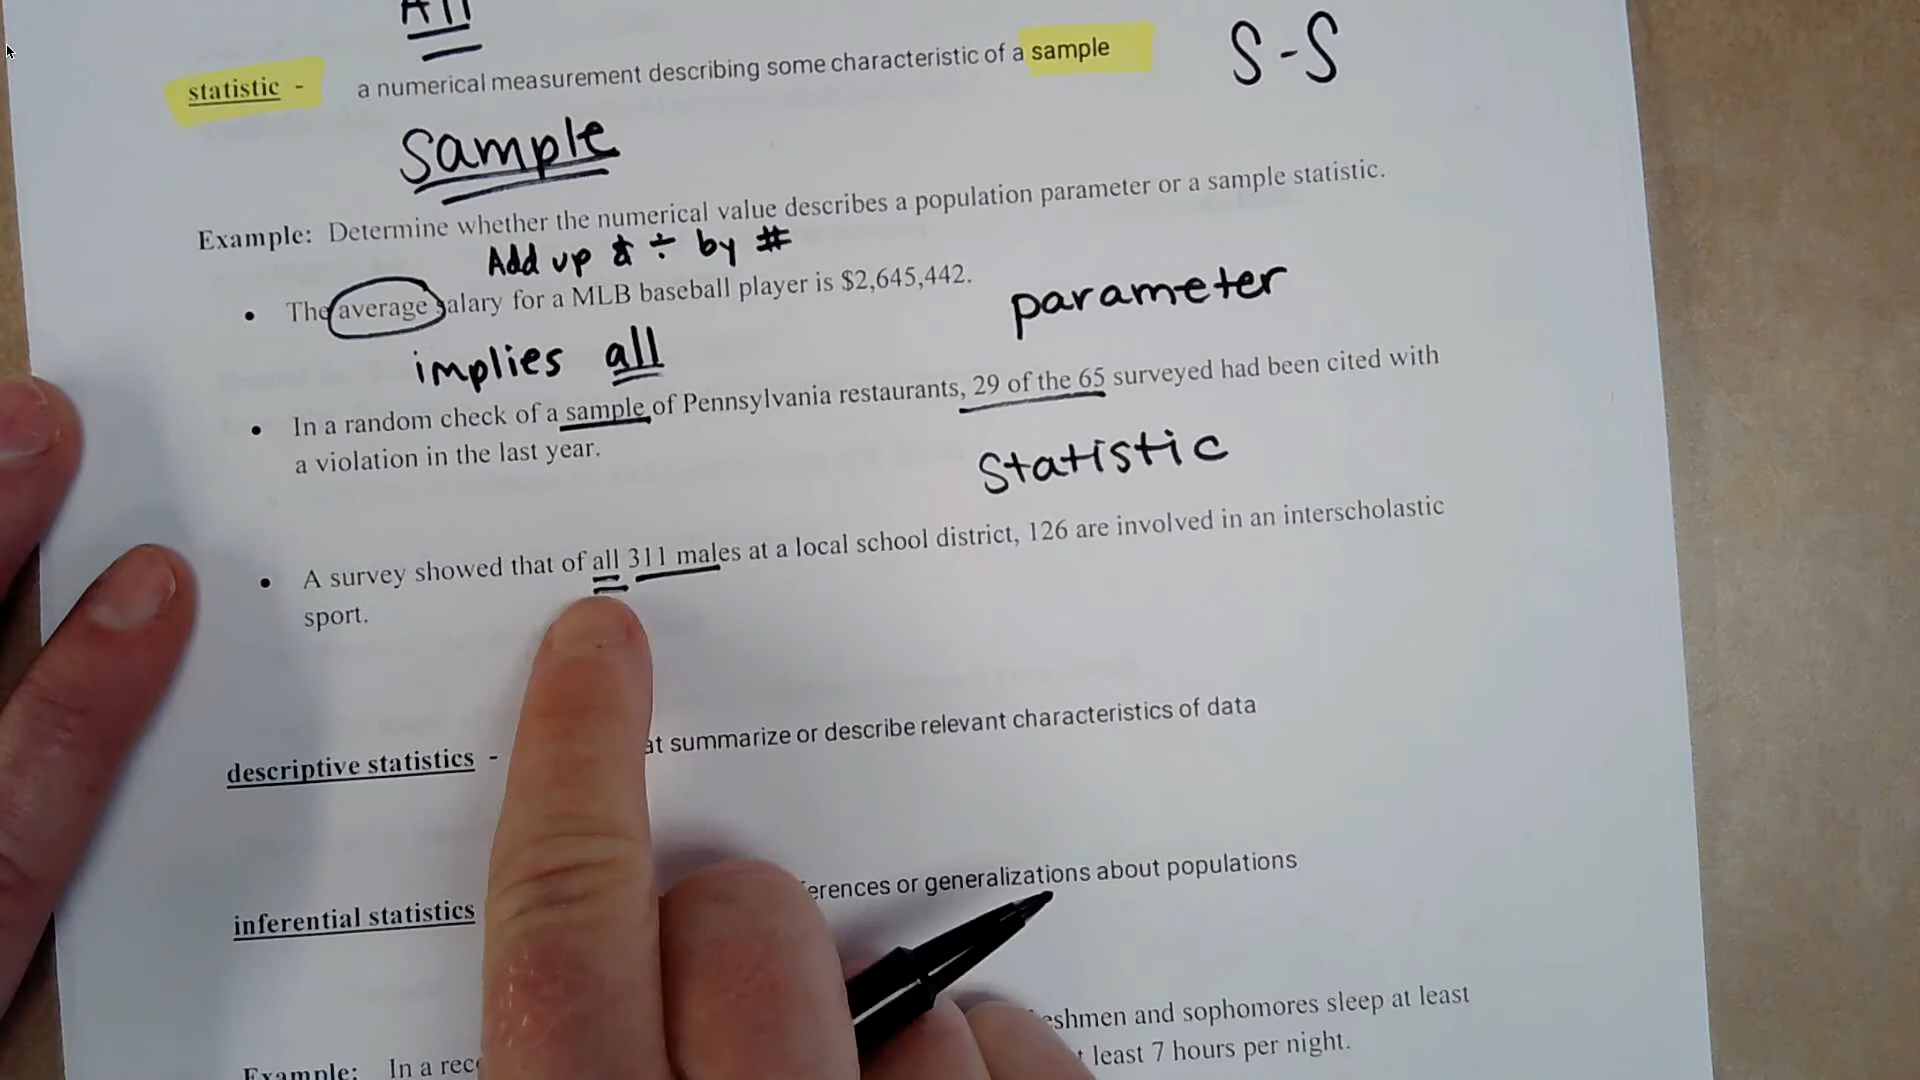 All
statistic - a numerical measurement describing some characteristic of a sample
S-S
Sample
Example: Determine whether the numerical value describes a population parameter or a sample statistic.
Add up & ÷ by #
• The average salary for a MLB baseball player is $2,645,442.
parameter
implies all
• In a random check of a sample of Pennsylvania restaurants, 29 of the 65 surveyed had been cited with
a violation in the last year.
Statistic
• A survey showed that of all 311 males at a local school district, 126 are involved in an interscholastic
sport.
descriptive statistics - summarize or describe relevant characteristics of data
inferential statistics or generalizations about populations
Example: In a and sophomores sleep at least
least 7 hours per night.